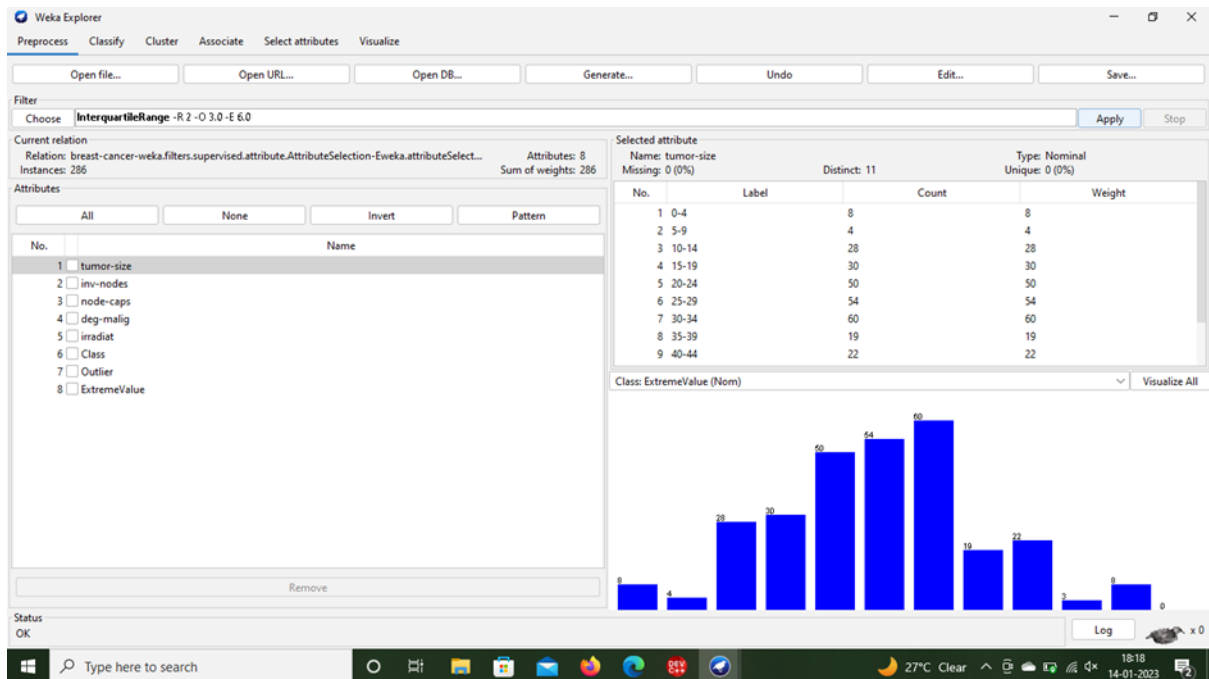 Weka Explorer
Preprocess Classify Cluster Associate Select attributes Visualize
Open file... Open URL... Open DB... Generate... Undo Edit... Save...
Filter
Choose InterquartileRange -R 2 -O 3.0 -E 6.0 Apply Stop
Current relation
Relation: breast-cancer-weka.filters.supervised.attribute.AttributeSelection-Eweka.attributeSelect... Attributes: 8
Instances: 286 Sum of weights: 286
Attributes
All None Invert Pattern
No. Name
1 tumor-size
2 inv-nodes
3 node-caps
4 deg-malig
5 irradiat
6 Class
7 Outlier
8 ExtremeValue
Remove
Selected attribute
Name: tumor-size Type: Nominal
Missing: 0 (0%) Distinct: 11 Unique: 0 (0%)
No. Label Count Weight
1 0-4 8 8
2 5-9 4 4
3 10-14 28 28
4 15-19 30 30
5 20-24 50 50
6 25-29 54 54
7 30-34 60 60
8 35-39 19 19
9 40-44 22 22
Class: ExtremeValue (Nom) Visualize All
8 4 28 30 50 54 60 19 22 3 8 0
Status
OK Log x 0
Type here to search DEV C++ 27°C Clear 18:18
14-01-2023 2